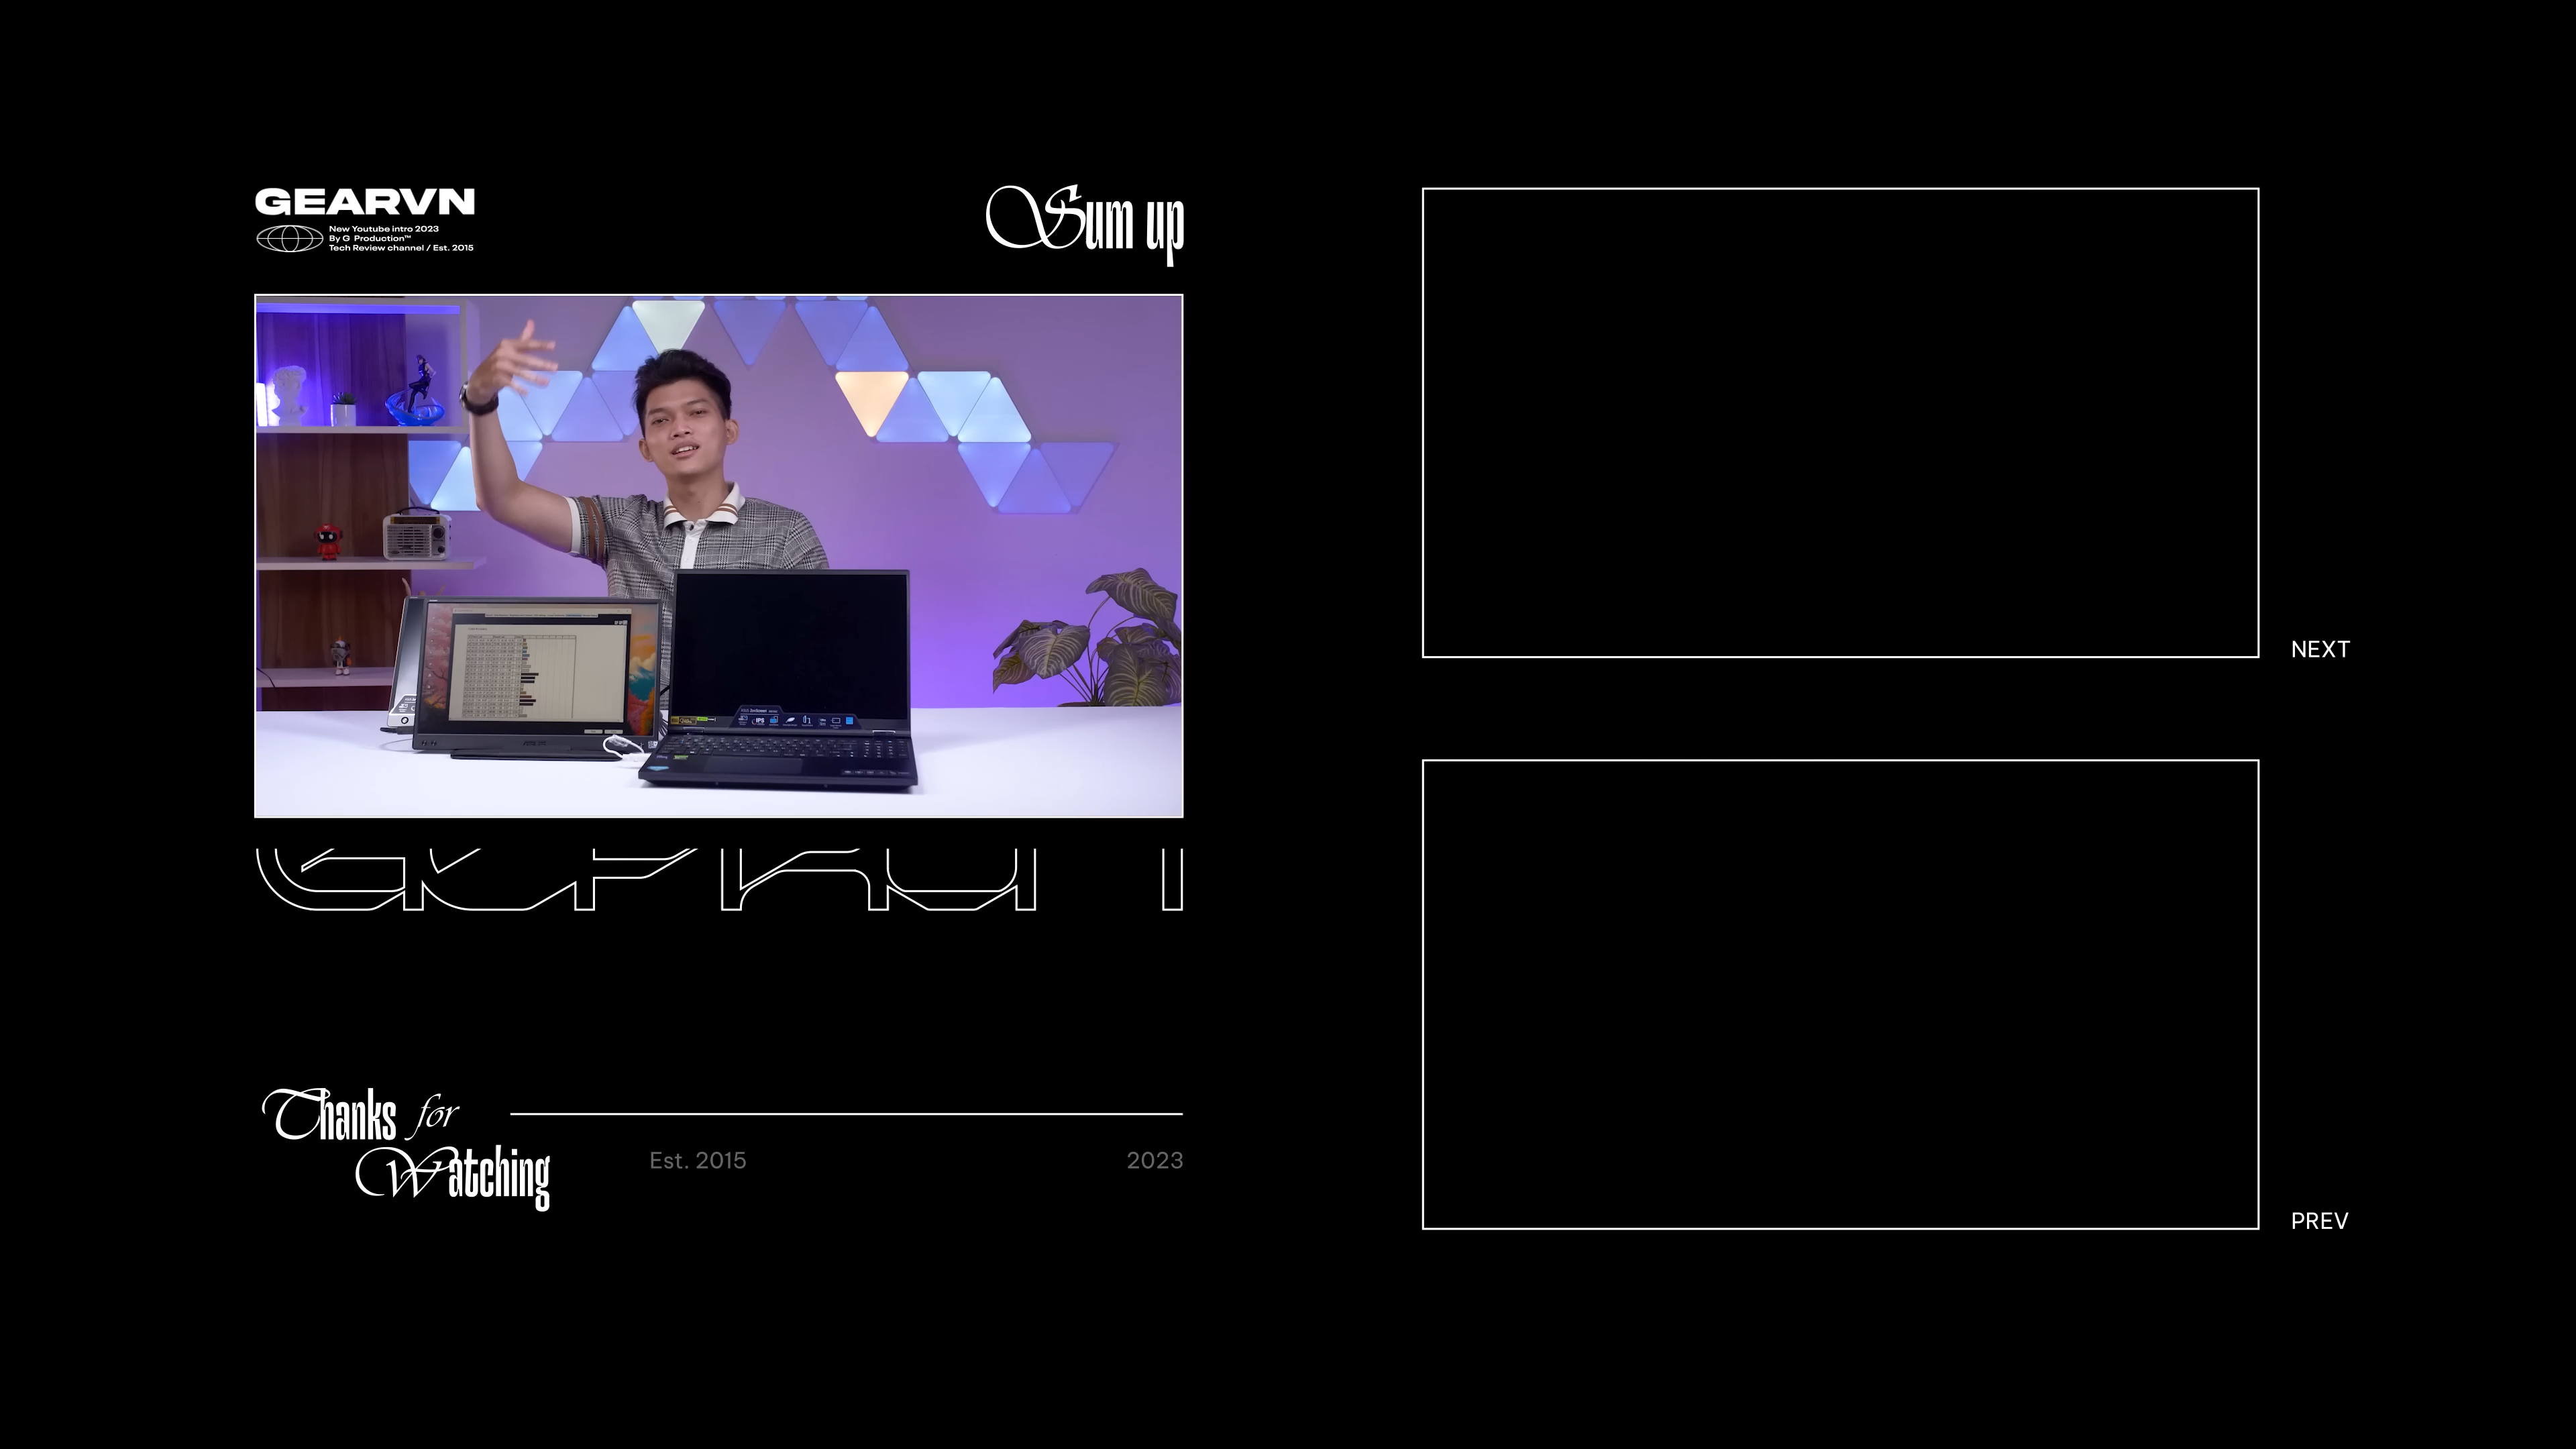 GEARVN
New Youtube intro 2023
By G Production™
Tech Review channel / Est. 2015
Sum up
IPS
NEXT
Thanks for
Watching
Est. 2015
2023
PREV